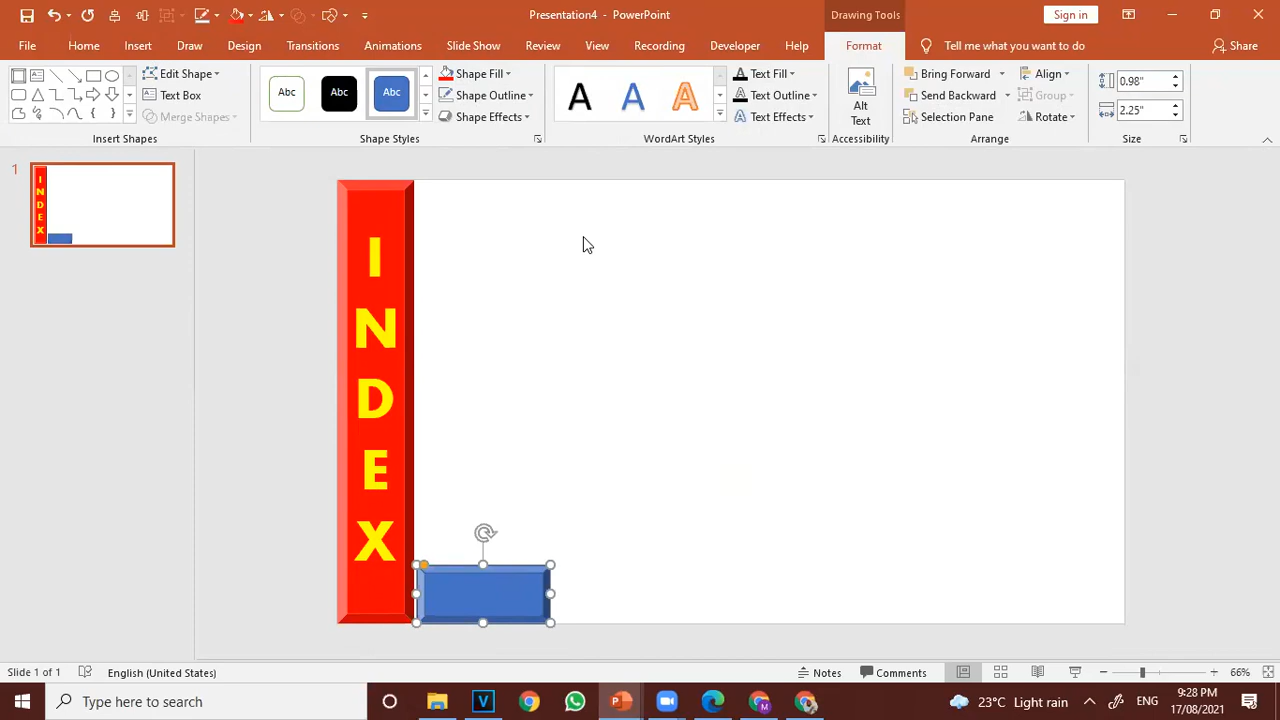 Presentation4 - PowerPoint
Drawing Tools
Sign in
File Home Insert Draw Design Transitions Animations Slide Show Review View Recording Developer Help Format Tell me what you want to do Share
Edit Shape
Text Box
Merge Shapes
Insert Shapes
Abc Abc Abc
Shape Fill
Shape Outline
Shape Effects
Shape Styles
A A A
Text Fill
Text Outline
Text Effects
WordArt Styles
Alt
Text
Accessibility
Bring Forward
Send Backward
Selection Pane
Align
Group
Rotate
Arrange
0.98"
2.25"
Size
1
I
N
D
E
X
I
N
D
E
X
Slide 1 of 1 English (United States) Notes Comments 66%
Type here to search
23°C Light rain
ENG
9:28 PM
17/08/2021